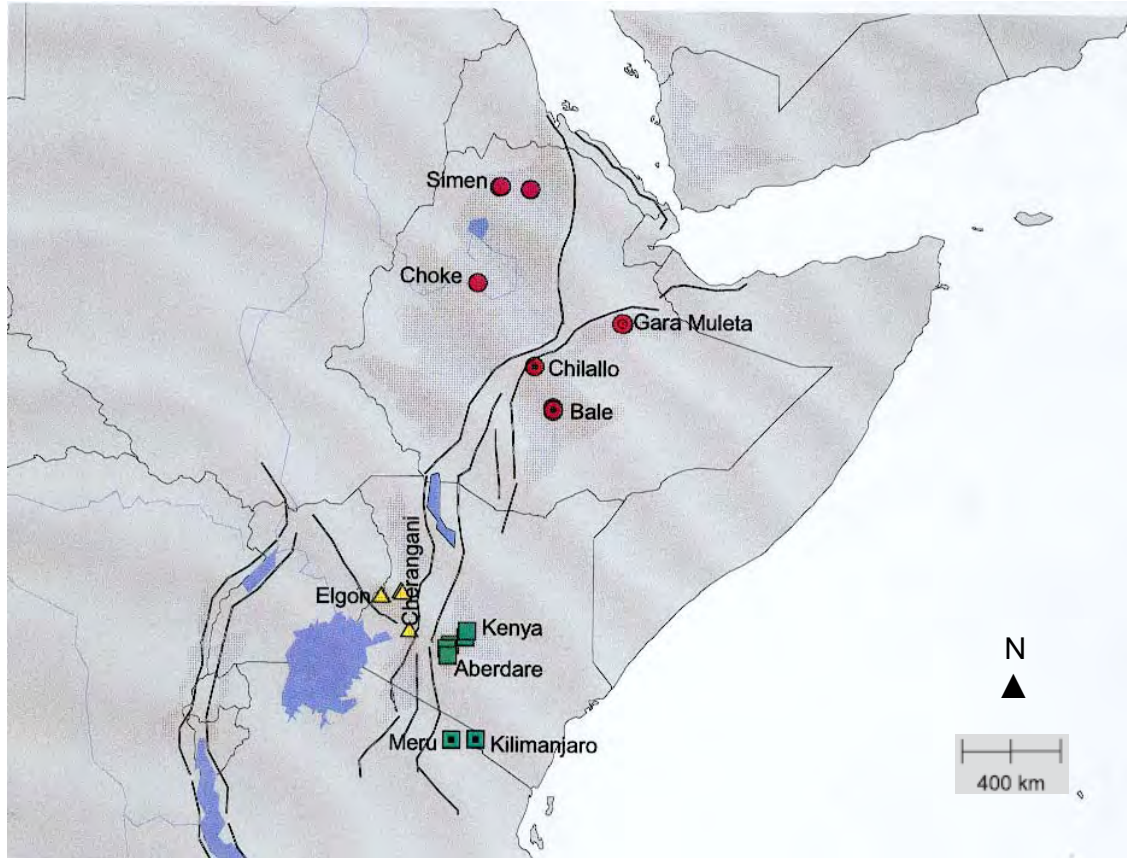 Simen
Choke
Gara Muleta
Chilallo
Bale
Cherangani
Elgon
Kenya
Aberdare
Meru
Kilimanjaro
N
400 km